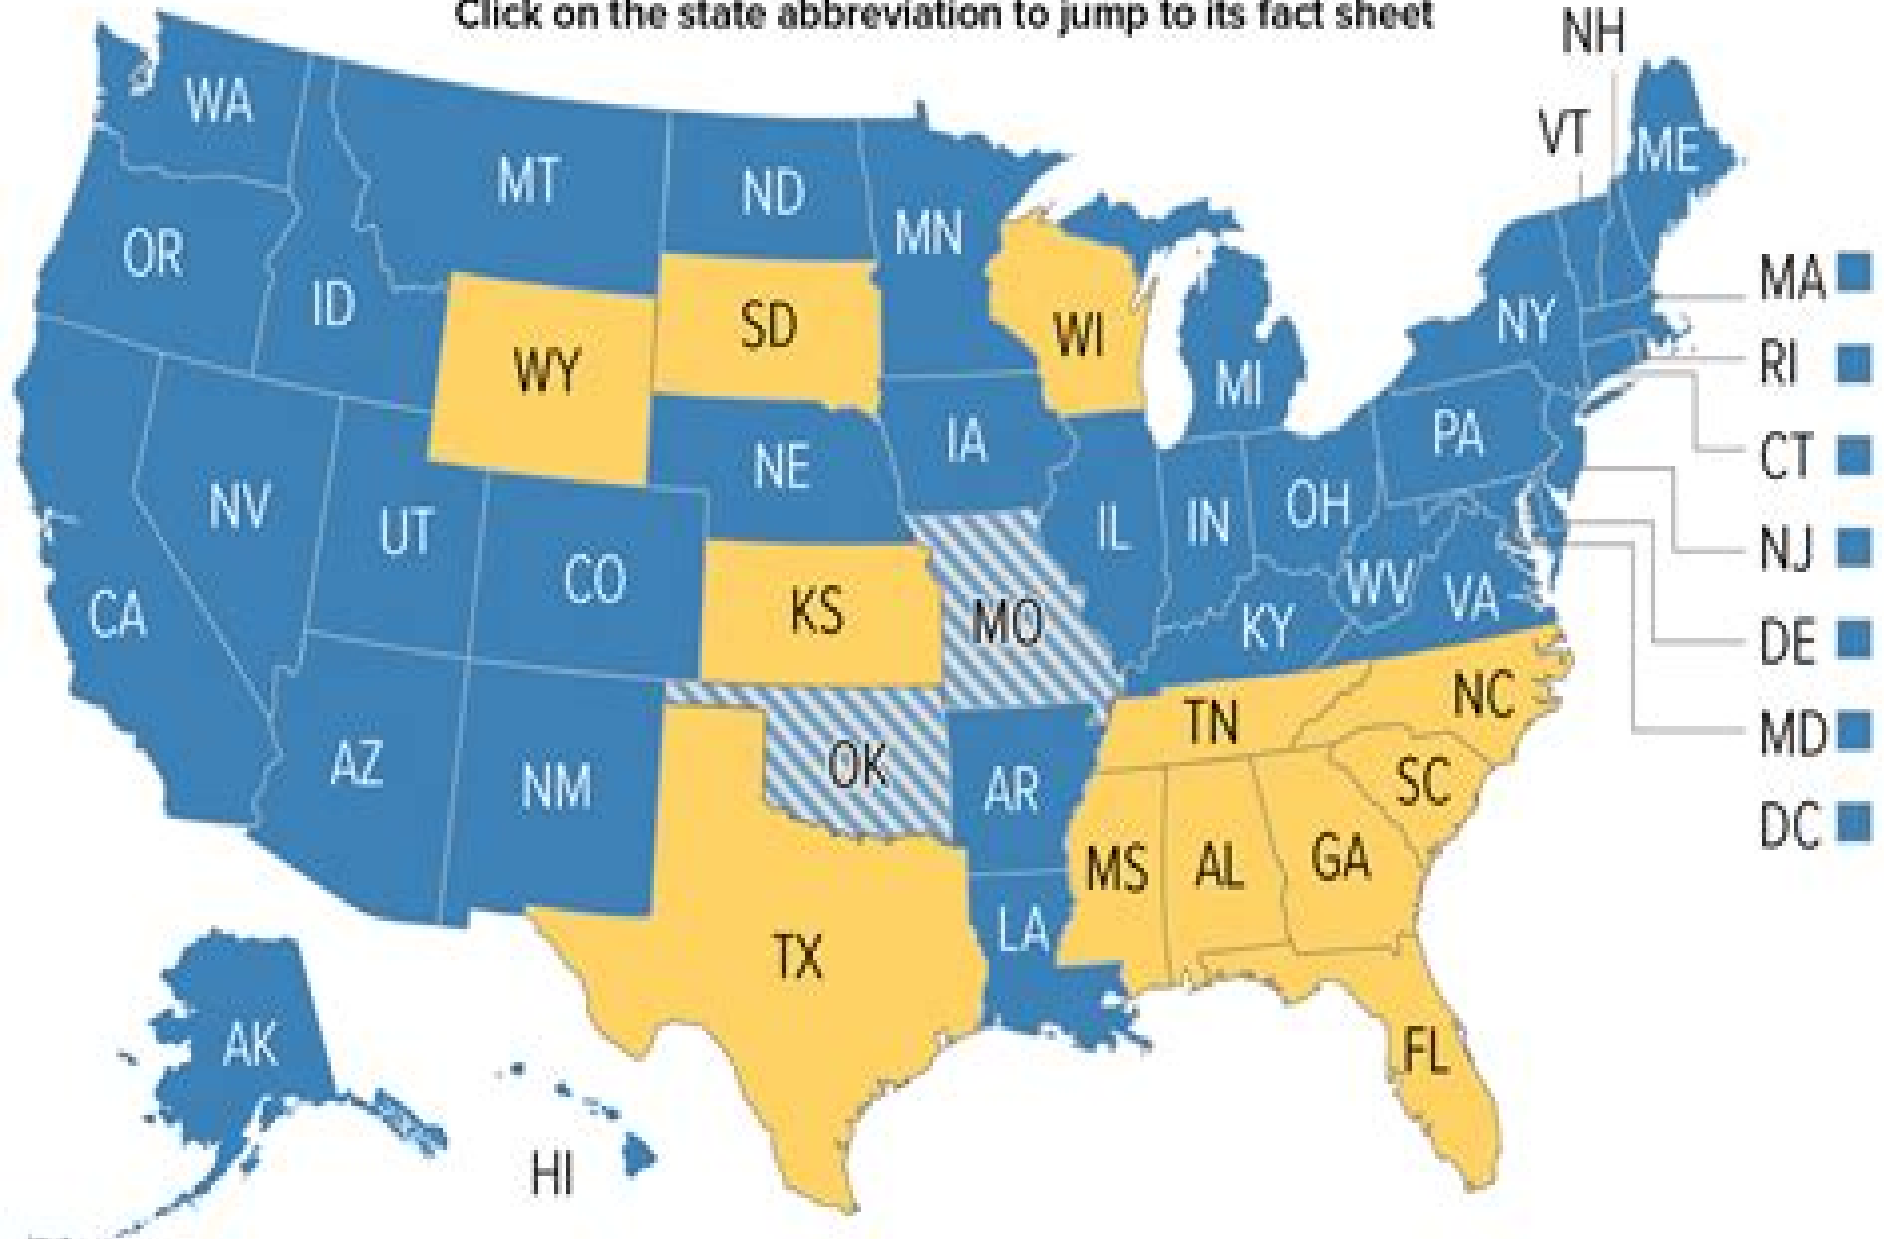 Click on the state abbreviation to jump to its fact sheet
NH
WA
VT
ME
MT
ND
MN
OR
MA
ID
SD
WI
NY
WY
RI
MI
IA
PA
CT
NE
NV
UT
IL
IN
OH
NJ
CO
WV
VA
CA
KS
MO
KY
DE
NC
TN
MD
AZ
OK
NM
AR
SC
DC
MS
AL
GA
LA
TX
AK
FL
HI